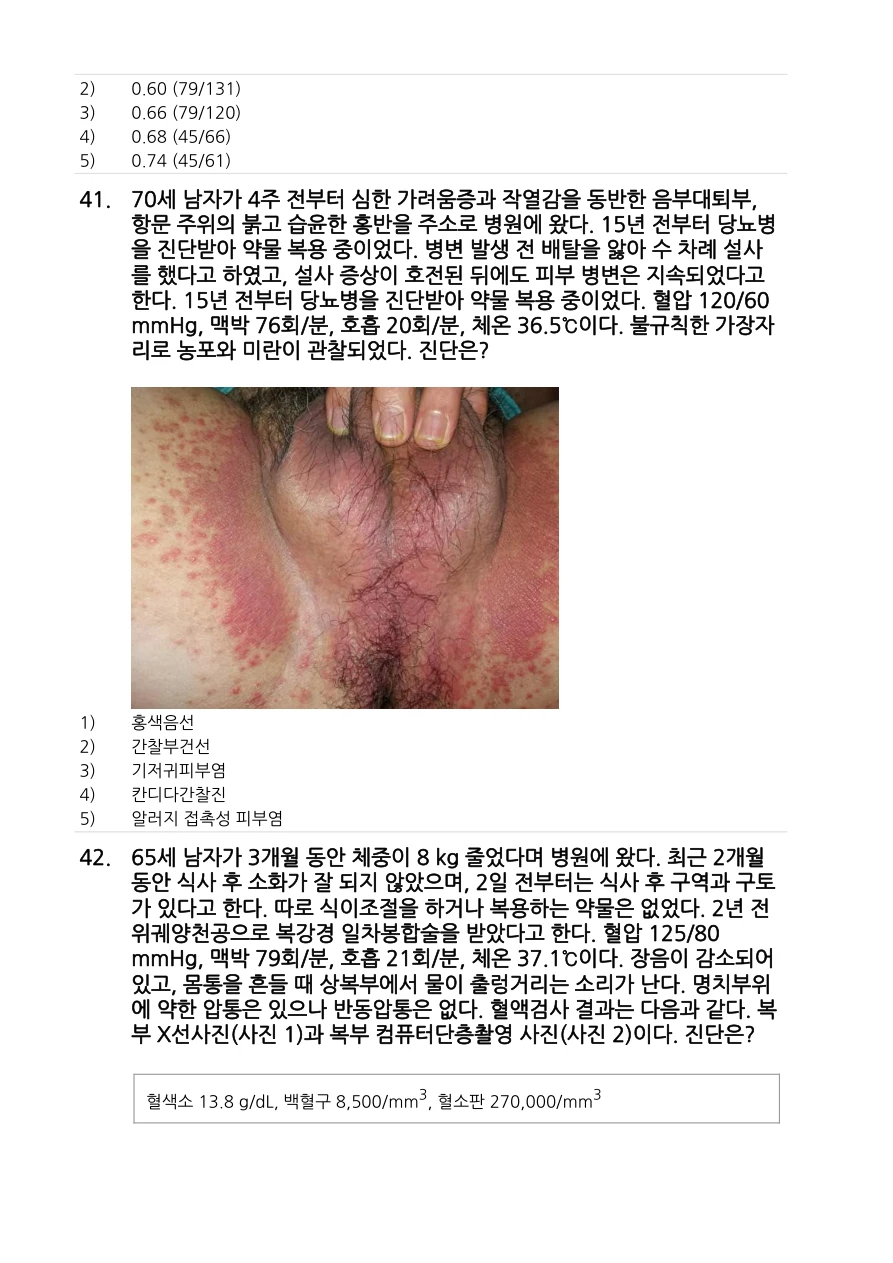 2) 0.60 (79/131)
3) 0.66 (79/120)
4) 0.68 (45/66)
5) 0.74 (45/61)
41. 70세 남자가 4주 전부터 심한 가려움증과 작열감을 동반한 음부대퇴부,
항문 주위의 붉고 습윤한 홍반을 주소로 병원에 왔다. 15년 전부터 당뇨병
을 진단받아 약물 복용 중이었다. 병변 발생 전 배탈을 앓아 수 차례 설사
를 했다고 하였고, 설사 증상이 호전된 뒤에도 피부 병변은 지속되었다고
한다. 15년 전부터 당뇨병을 진단받아 약물 복용 중이었다. 혈압 120/60
mmHg, 맥박 76회/분, 호흡 20회/분, 체온 36.5℃이다. 불규칙한 가장자
리로 농포와 미란이 관찰되었다. 진단은?
1) 홍색음선
2) 간찰부건선
3) 기저귀피부염
4) 칸디다간찰진
5) 알러지 접촉성 피부염
42. 65세 남자가 3개월 동안 체중이 8 kg 줄었다며 병원에 왔다. 최근 2개월
동안 식사 후 소화가 잘 되지 않았으며, 2일 전부터는 식사 후 구역과 구토
가 있다고 한다. 따로 식이조절을 하거나 복용하는 약물은 없었다. 2년 전
위궤양천공으로 복강경 일차봉합술을 받았다고 한다. 혈압 125/80
mmHg, 맥박 79회/분, 호흡 21회/분, 체온 37.1℃이다. 장음이 감소되어
있고, 몸통을 흔들 때 상복부에서 물이 출렁거리는 소리가 난다. 명치부위
에 약한 압통은 있으나 반동압통은 없다. 혈액검사 결과는 다음과 같다. 복
부 X선사진(사진 1)과 복부 컴퓨터단층촬영 사진(사진 2)이다. 진단은?
혈색소 13.8 g/dL, 백혈구 8,500/mm³, 혈소판 270,000/mm³